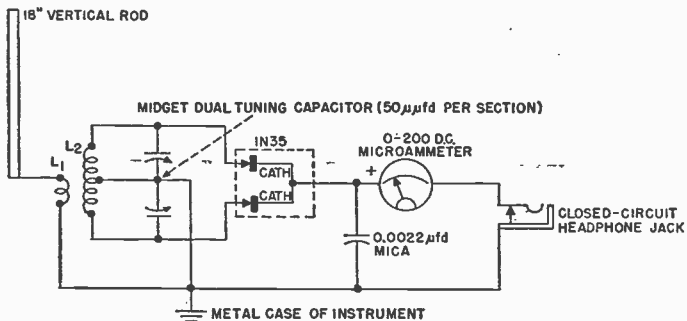 18" VERTICAL ROD
MIDGET DUAL TUNING CAPACITOR (50µµfd PER SECTION)
L1
L2
1N35
CATH
CATH
0-200 D.C.
MICROAMMETER
+
CLOSED-CIRCUIT
HEADPHONE JACK
0.0022µfd
MICA
METAL CASE OF INSTRUMENT